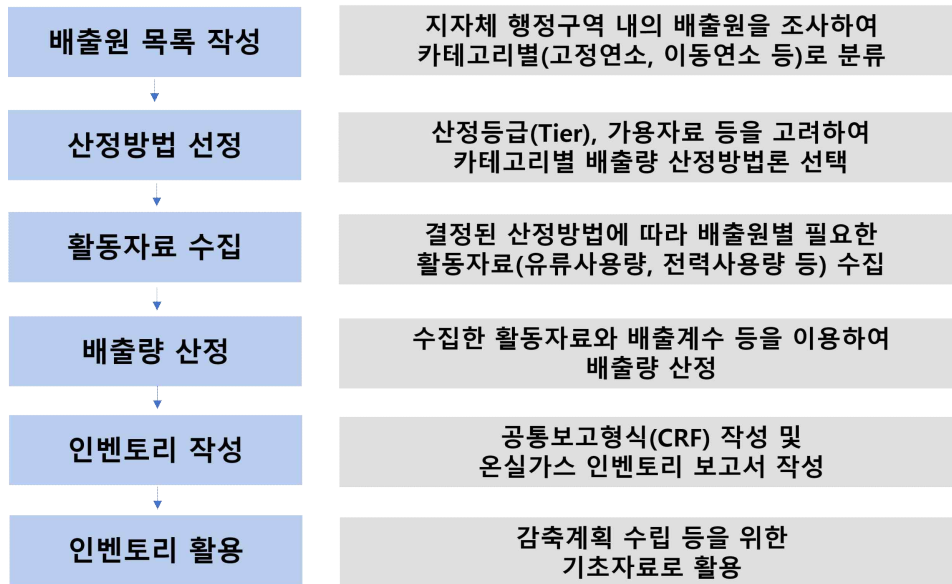 배출원 목록 작성
지자체 행정구역 내의 배출원을 조사하여
카테고리별(고정연소, 이동연소 등)로 분류
산정방법 선정
산정등급(Tier), 가용자료 등을 고려하여
카테고리별 배출량 산정방법론 선택
활동자료 수집
결정된 산정방법에 따라 배출원별 필요한
활동자료(유류사용량, 전력사용량 등) 수집
배출량 산정
수집한 활동자료와 배출계수 등을 이용하여
배출량 산정
인벤토리 작성
공통보고형식(CRF) 작성 및
온실가스 인벤토리 보고서 작성
인벤토리 활용
감축계획 수립 등을 위한
기초자료로 활용